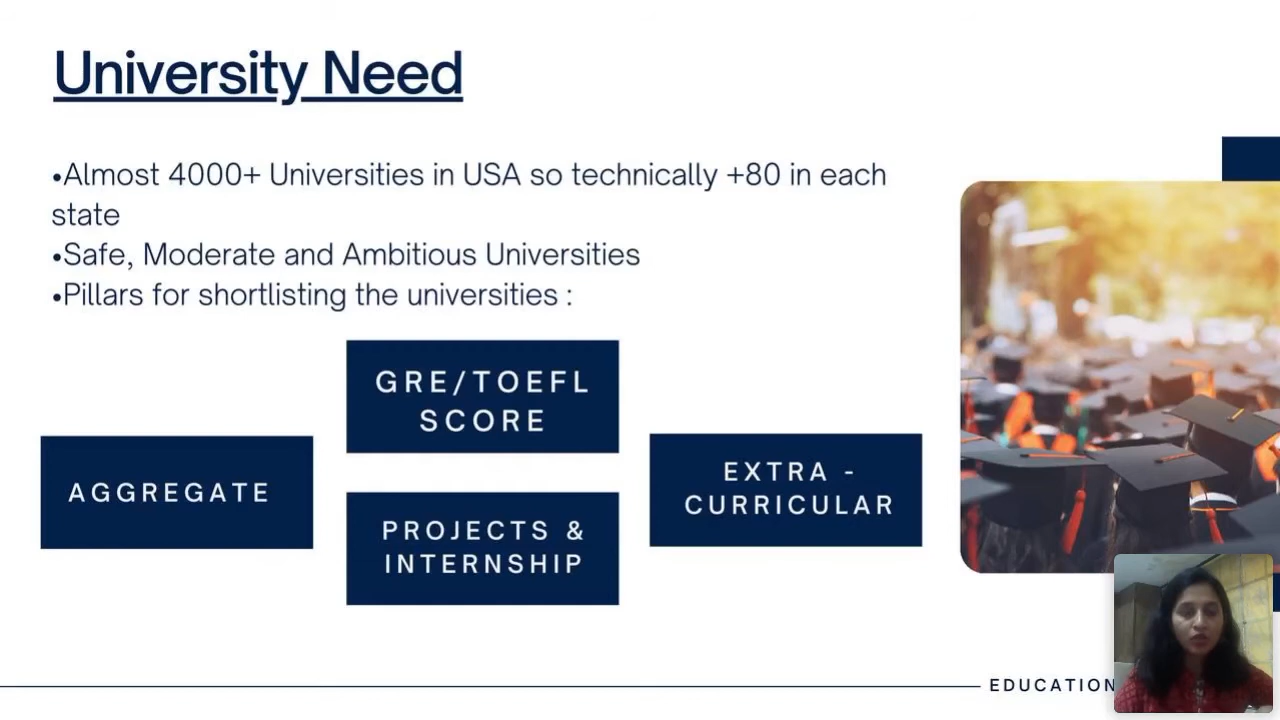 University Need
•Almost 4000+ Universities in USA so technically +80 in each
state
•Safe, Moderate and Ambitious Universities
•Pillars for shortlisting the universities :
GRE/TOEFL
SCORE
AGGREGATE
EXTRA -
CURRICULAR
PROJECTS &
INTERNSHIP
EDUCATION